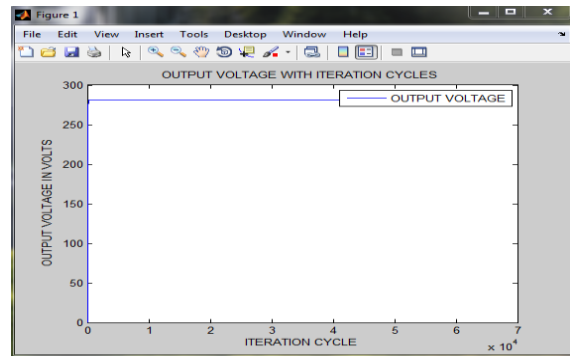 Figure 1
File Edit View Insert Tools Desktop Window Help
OUTPUT VOLTAGE WITH ITERATION CYCLES
OUTPUT VOLTAGE
OUTPUT VOLTAGE IN VOLTS
300
250
200
150
100
50
0
0 1 2 3 4 5 6 7
ITERATION CYCLE
x 10⁴